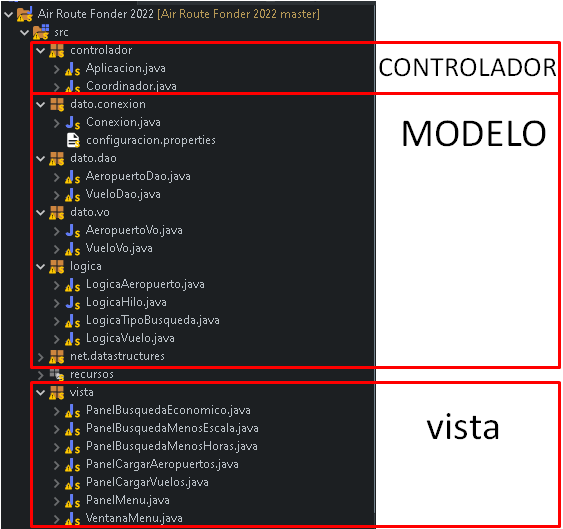 Air Route Fonder 2022 [Air Route Fonder 2022 master]
src
controlador
Aplicacion.java
Coordinador.java
CONTROLADOR
dato.conexion
Conexion.java
configuracion.properties
MODELO
dato.dao
AeropuertoDao.java
VueloDao.java
dato.vo
AeropuertoVo.java
VueloVo.java
logica
LogicaAeropuerto.java
LogicaHilo.java
LogicaTipoBusqueda.java
LogicaVuelo.java
net.datastructures
recursos
vista
PanelBusquedaEconomico.java
PanelBusquedaMenosEscala.java
PanelBusquedaMenosHoras.java
PanelCargarAeropuertos.java
PanelCargarVuelos.java
PanelMenu.java
VentanaMenu.java
vista